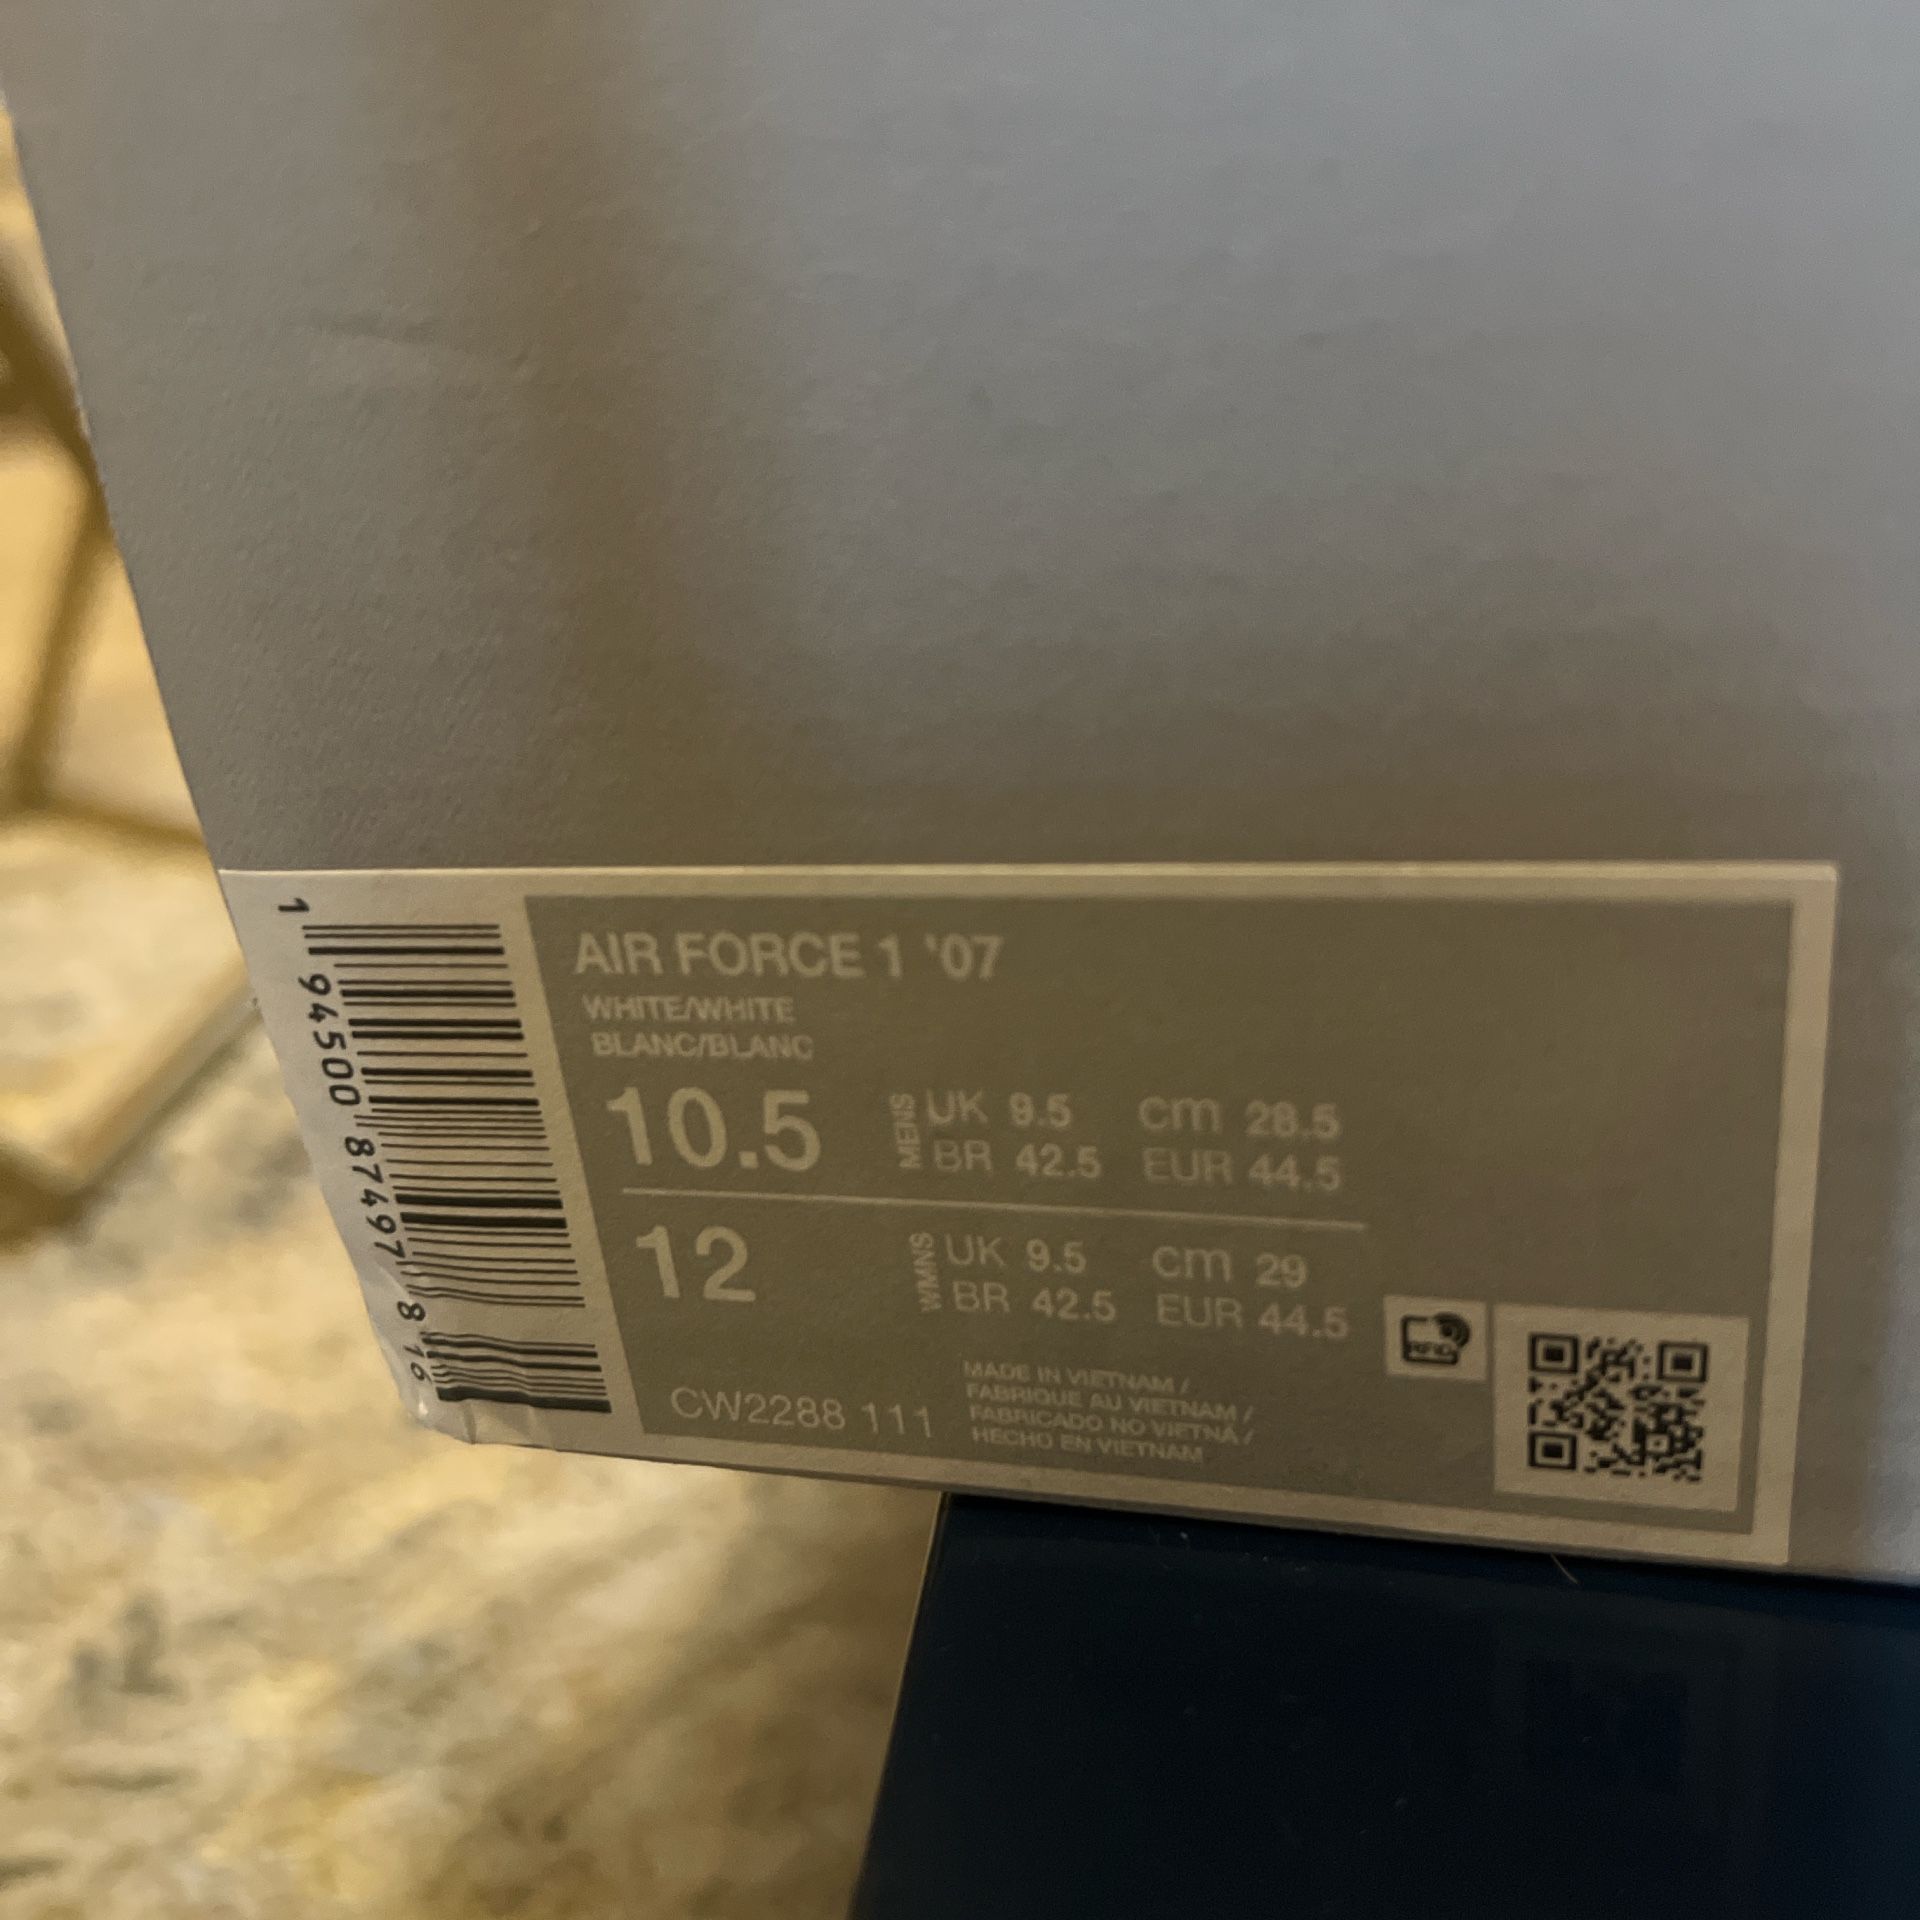 1 94500 87497 8 16
AIR FORCE 1 '07
WHITE/WHITE
BLANC/BLANC
10.5 MENS UK 9.5 cm 28.5
BR 42.5 EUR 44.5
12 WMNS UK 9.5 cm 29
BR 42.5 EUR 44.5
CW2288 111
MADE IN VIETNAM /
FABRIQUE AU VIETNAM /
FABRICADO NO VIETNÃ /
HECHO EN VIETNAM
RFID